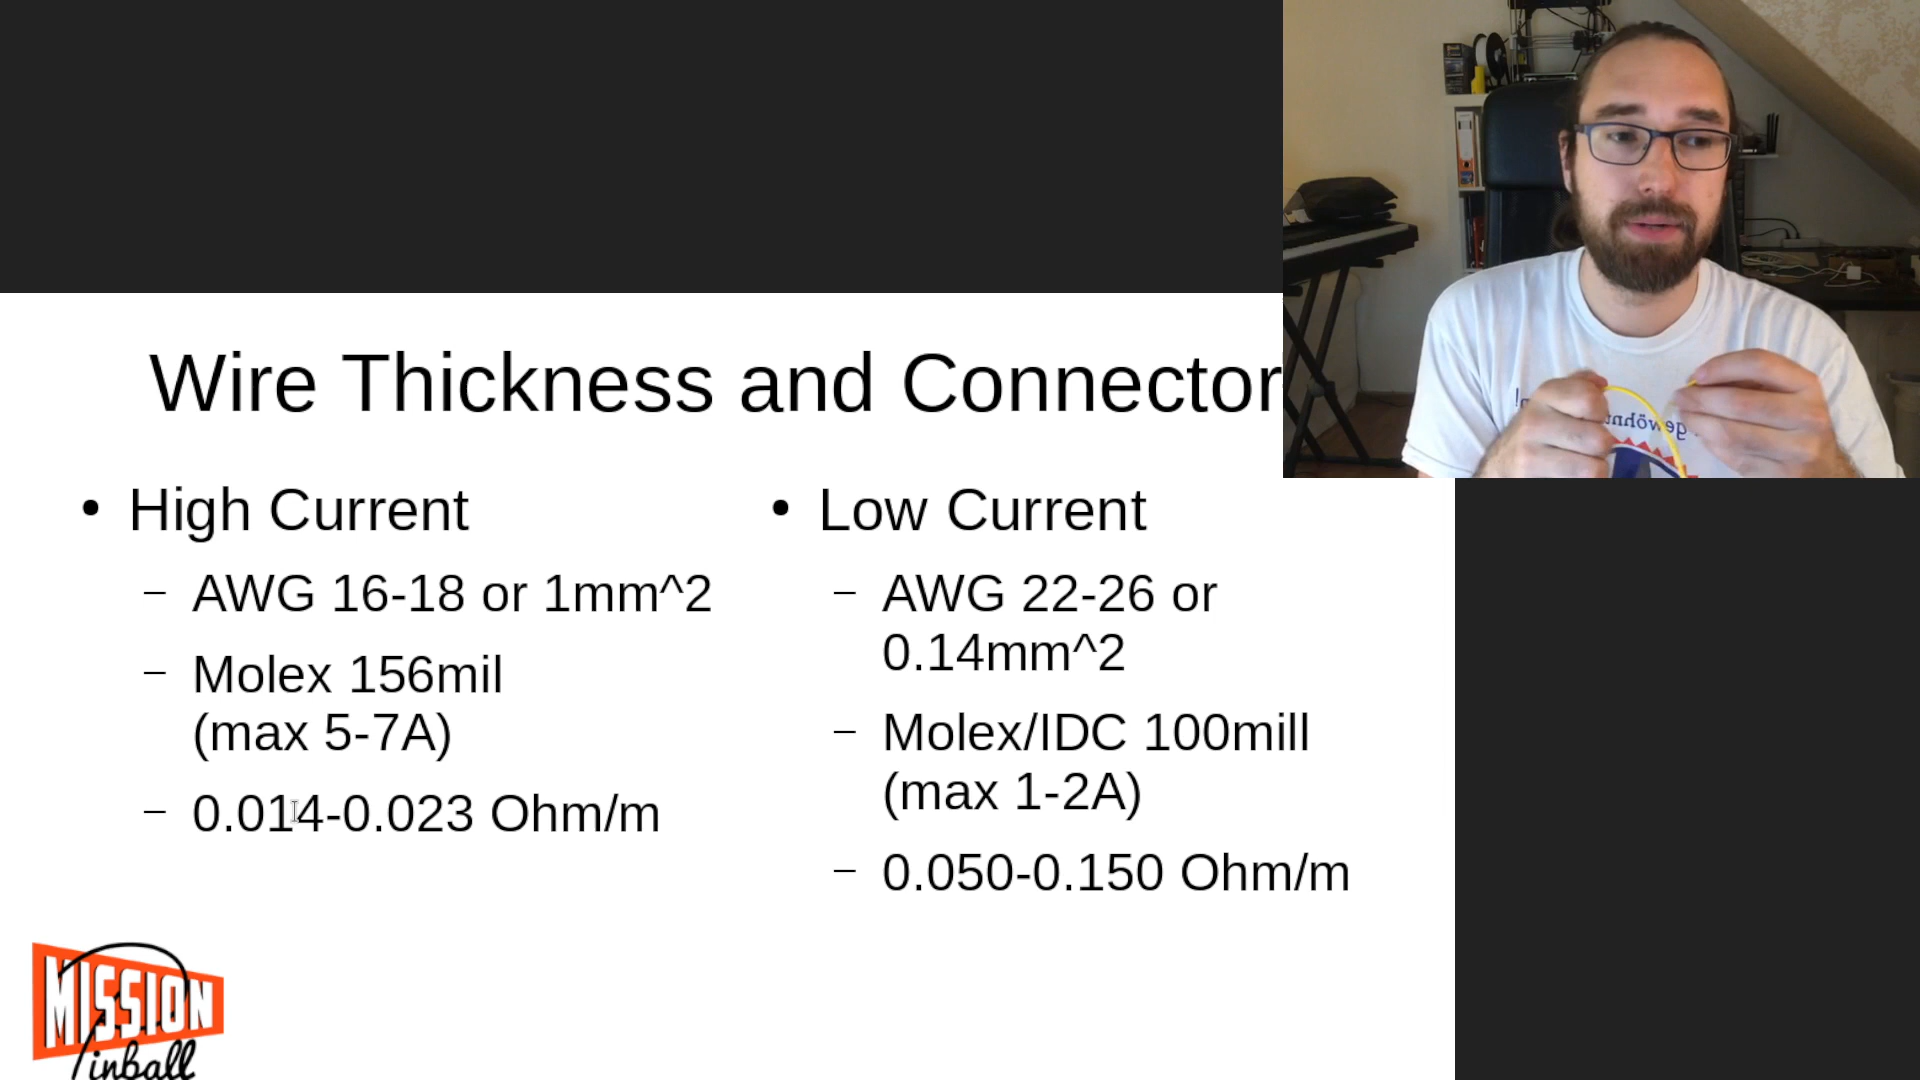 Wire Thickness and Connector
• High Current
– AWG 16-18 or 1mm^2
– Molex 156mil
(max 5-7A)
– 0.014-0.023 Ohm/m
• Low Current
– AWG 22-26 or
0.14mm^2
– Molex/IDC 100mill
(max 1-2A)
– 0.050-0.150 Ohm/m
MISSION
Pinball